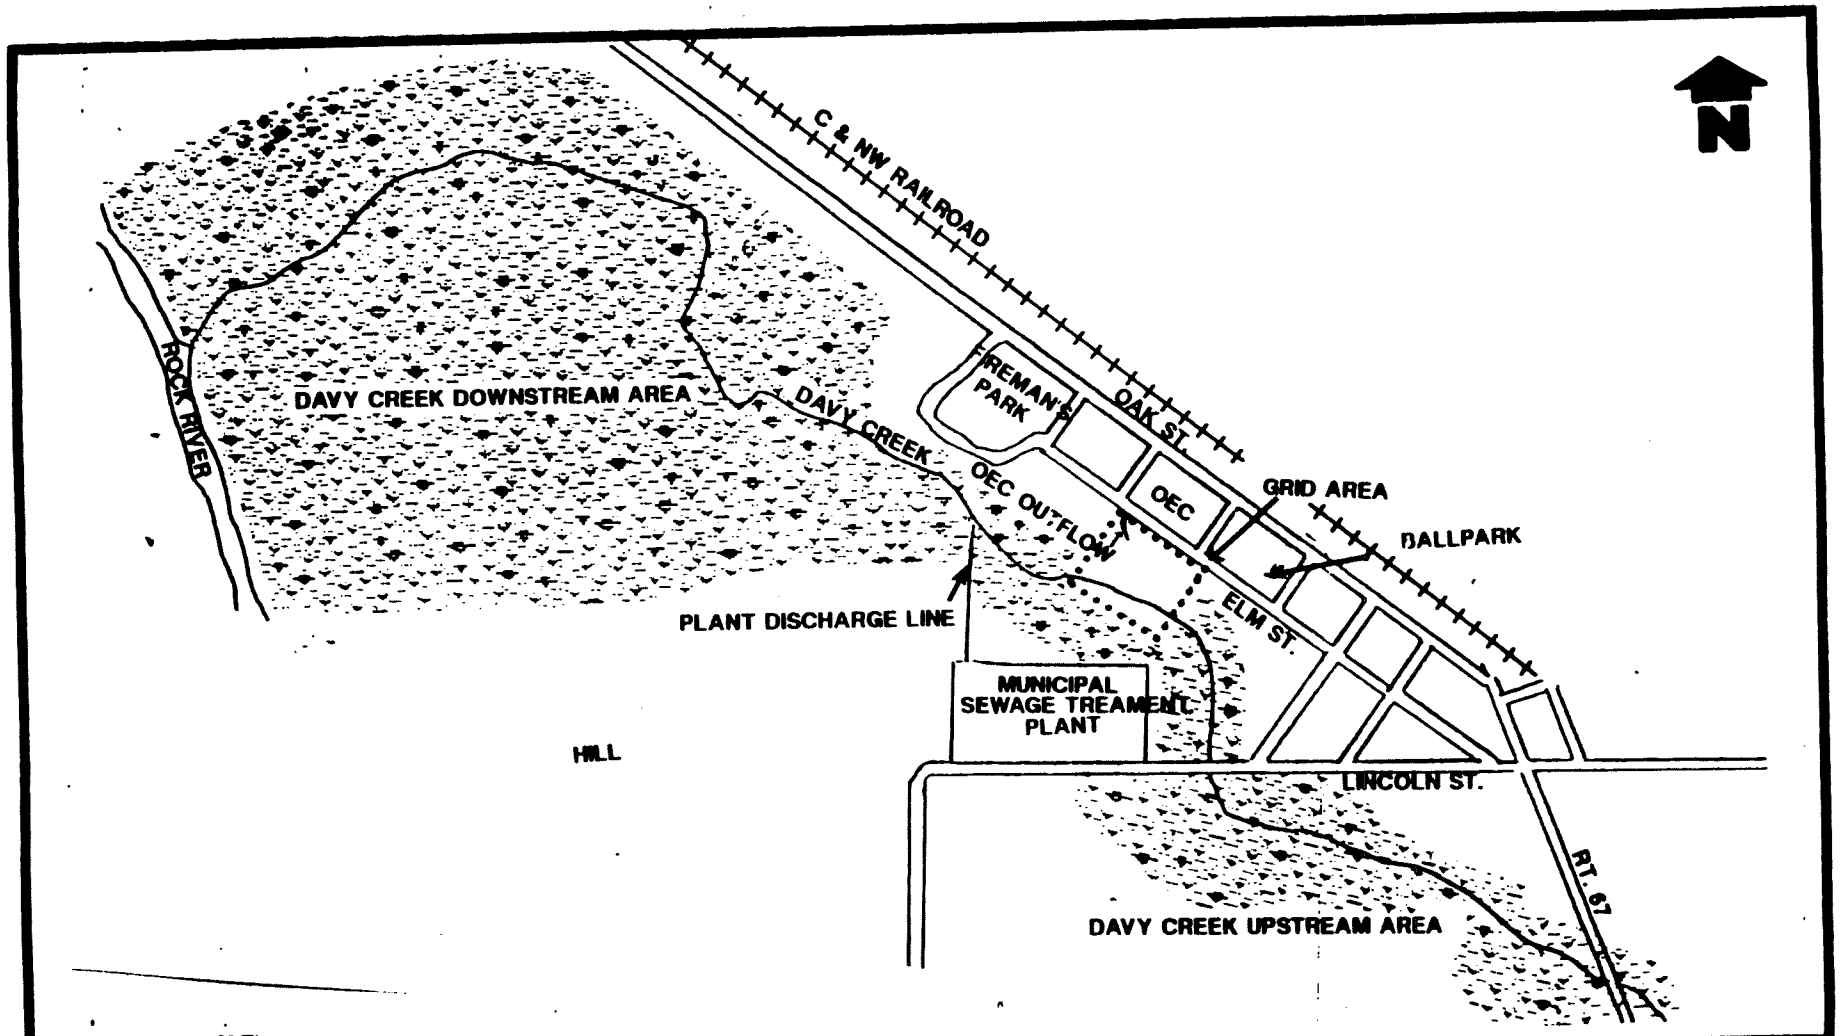 N
C & NW RAILROAD
FIREMAN'S
PARK
OAK ST.
DAVY CREEK DOWNSTREAM AREA
ROCK RIVER
DAVY CREEK
OEC OUTFLOW
OEC
GRID AREA
BALLPARK
PLANT DISCHARGE LINE
ELM ST.
MUNICIPAL
SEWAGE TREAMENT
PLANT
HILL
LINCOLN ST.
RT. 67
DAVY CREEK UPSTREAM AREA